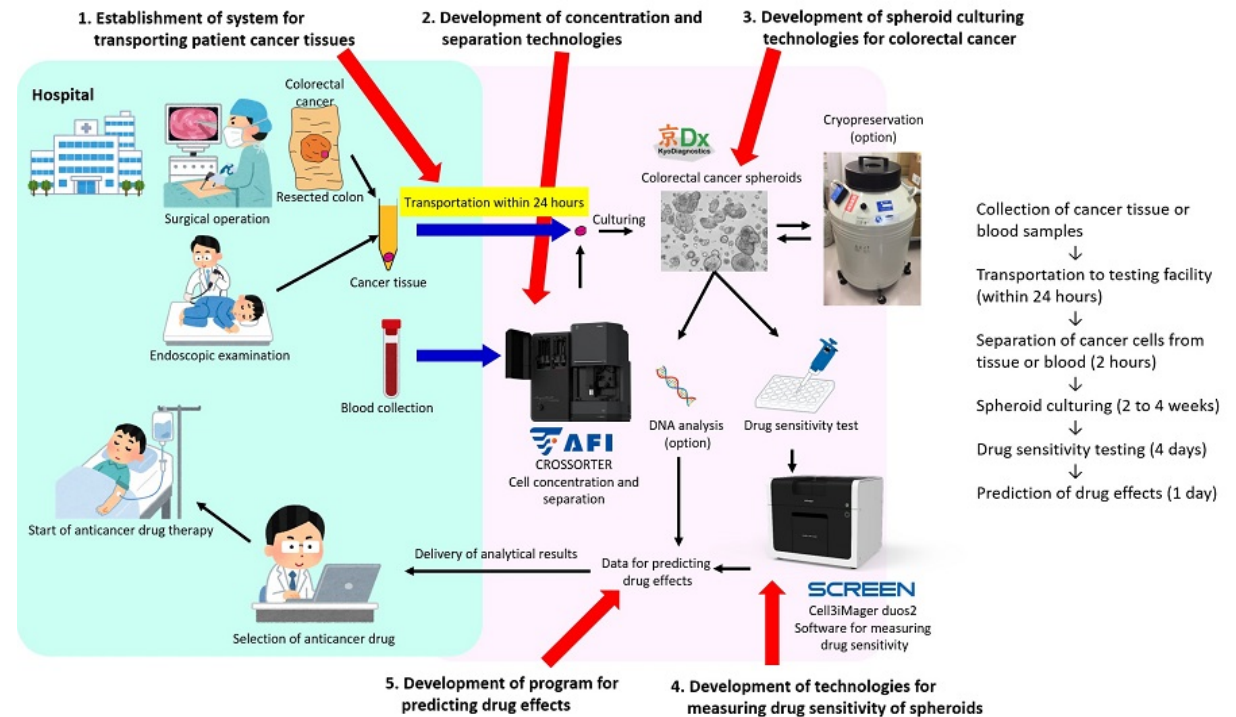 1. Establishment of system for
transporting patient cancer tissues
2. Development of concentration and
separation technologies
3. Development of spheroid culturing
technologies for colorectal cancer
Hospital
Colorectal
cancer
Resected colon
Surgical operation
Endoscopic examination
Cancer tissue
Blood collection
Transportation within 24 hours
Culturing
京Dx
KyoDiagnostics
Colorectal cancer spheroids
Cryopreservation
(option)
AFI
CROSSORTER
Cell concentration and
separation
DNA analysis
(option)
Drug sensitivity test
SCREEN
Cell3iMager duos2
Software for measuring
drug sensitivity
Data for predicting
drug effects
Delivery of analytical results
Selection of anticancer drug
Start of anticancer drug therapy
5. Development of program for
predicting drug effects
4. Development of technologies for
measuring drug sensitivity of spheroids
Collection of cancer tissue or
blood samples
↓
Transportation to testing facility
(within 24 hours)
↓
Separation of cancer cells from
tissue or blood (2 hours)
↓
Spheroid culturing (2 to 4 weeks)
↓
Drug sensitivity testing (4 days)
↓
Prediction of drug effects (1 day)